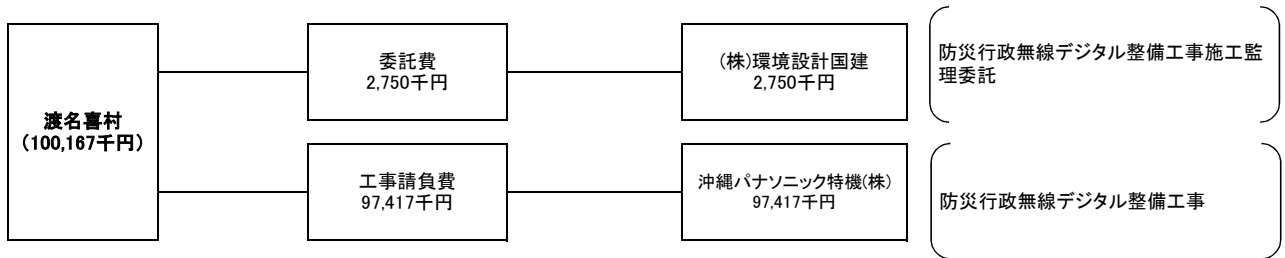 渡名喜村
（100,167千円）
委託費
2,750千円
(株)環境設計国建
2,750千円
防災行政無線デジタル整備工事施工監
理委託
工事請負費
97,417千円
沖縄パナソニック特機(株)
97,417千円
防災行政無線デジタル整備工事